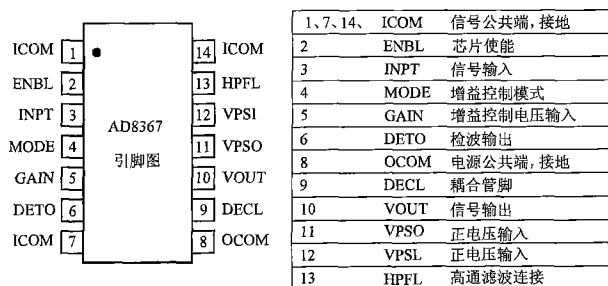 ICOM 1 14 ICOM
ENBL 2 13 HPFL
INPT 3 12 VPSI
MODE 4 11 VPSO
GAIN 5 10 VOUT
DETO 6 9 DECL
ICOM 7 8 OCOM
AD8367
引脚图
1、7、14、 ICOM 信号公共端,接地
2 ENBL 芯片使能
3 INPT 信号输入
4 MODE 增益控制模式
5 GAIN 增益控制电压输入
6 DETO 检波输出
8 OCOM 电源公共端,接地
9 DECL 耦合管脚
10 VOUT 信号输出
11 VPSO 正电压输入
12 VPSL 正电压输入
13 HPFL 高通滤波连接